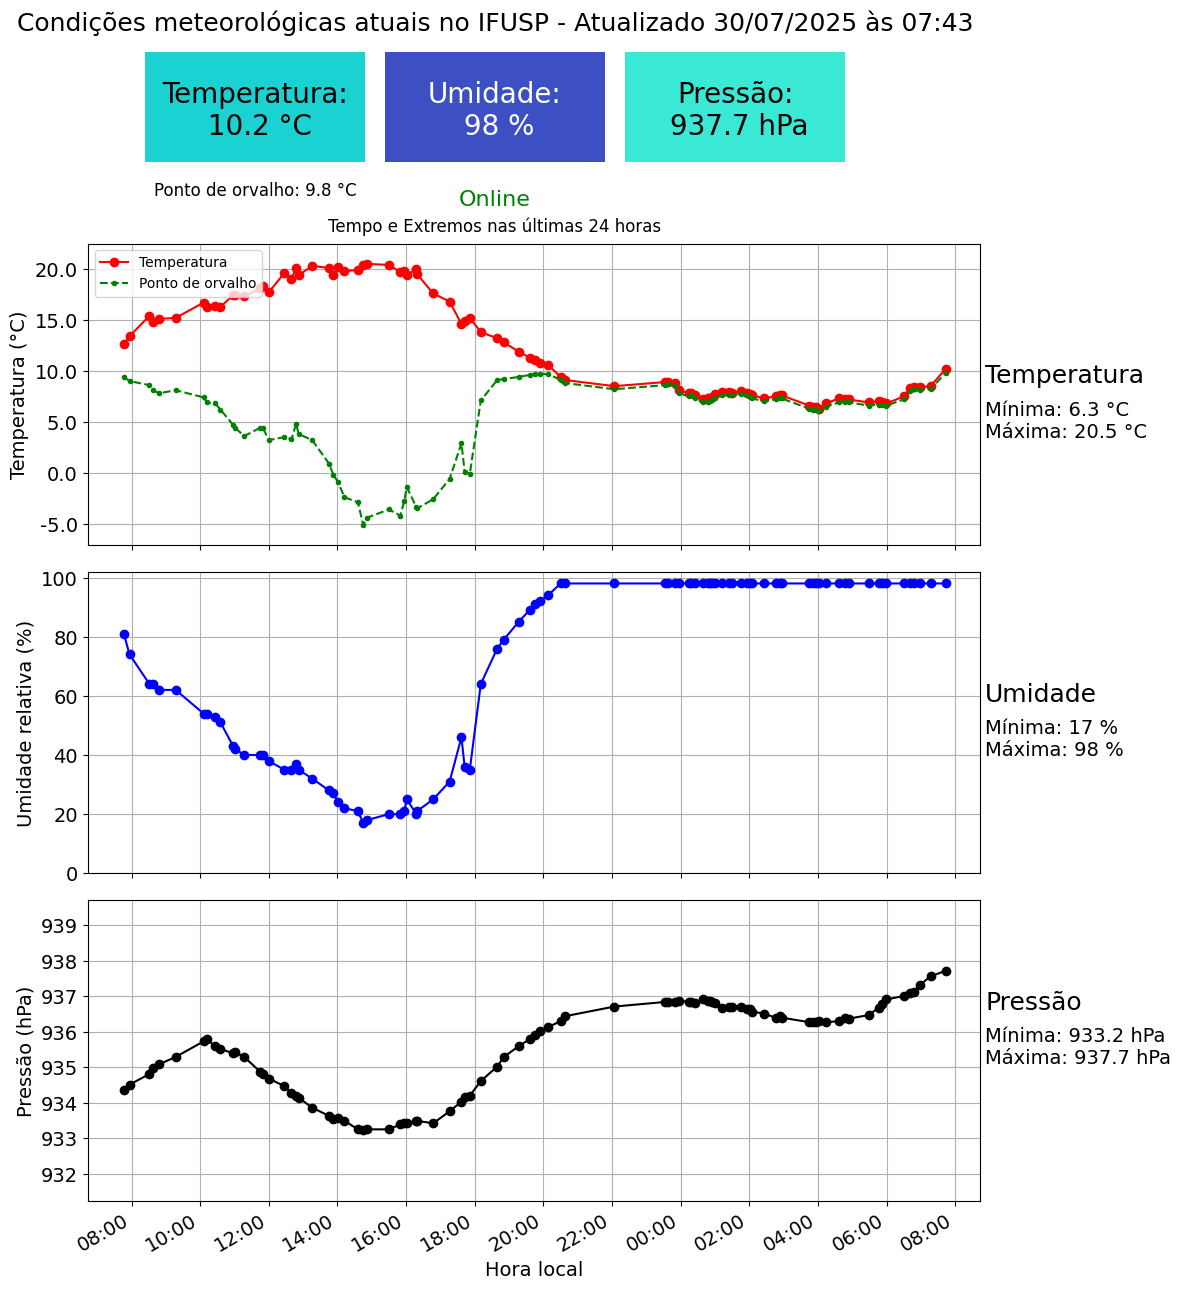 Condições meteorológicas atuais no IFUSP - Atualizado 30/07/2025 às 07:43
Temperatura:
10.2 °C
Umidade:
98 %
Pressão:
937.7 hPa
Ponto de orvalho: 9.8 °C
Online
Tempo e Extremos nas últimas 24 horas
Temperatura
Ponto de orvalho
Temperatura (°C)
20.0
15.0
10.0
5.0
0.0
-5.0
Temperatura
Mínima: 6.3 °C
Máxima: 20.5 °C
Umidade relativa (%)
100
80
60
40
20
0
Umidade
Mínima: 17 %
Máxima: 98 %
Pressão (hPa)
939
938
937
936
935
934
933
932
Pressão
Mínima: 933.2 hPa
Máxima: 937.7 hPa
08:00 10:00 12:00 14:00 16:00 18:00 20:00 22:00 00:00 02:00 04:00 06:00 08:00
Hora local